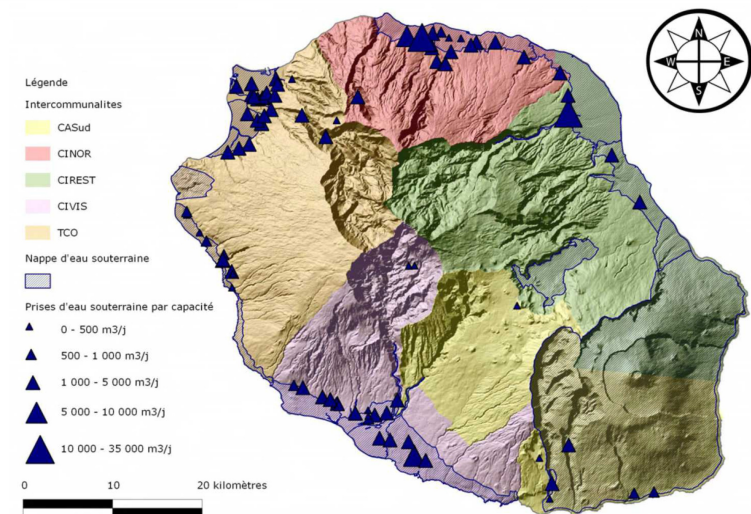 N
W E
S
Légende
Intercommunalites
CASud
CINOR
CIREST
CIVIS
TCO
Nappe d'eau souterraine
Prises d'eau souterraine par capacité
0 - 500 m3/j
500 - 1 000 m3/j
1 000 - 5 000 m3/j
5 000 - 10 000 m3/j
10 000 - 35 000 m3/j
0 10 20 kilomètres